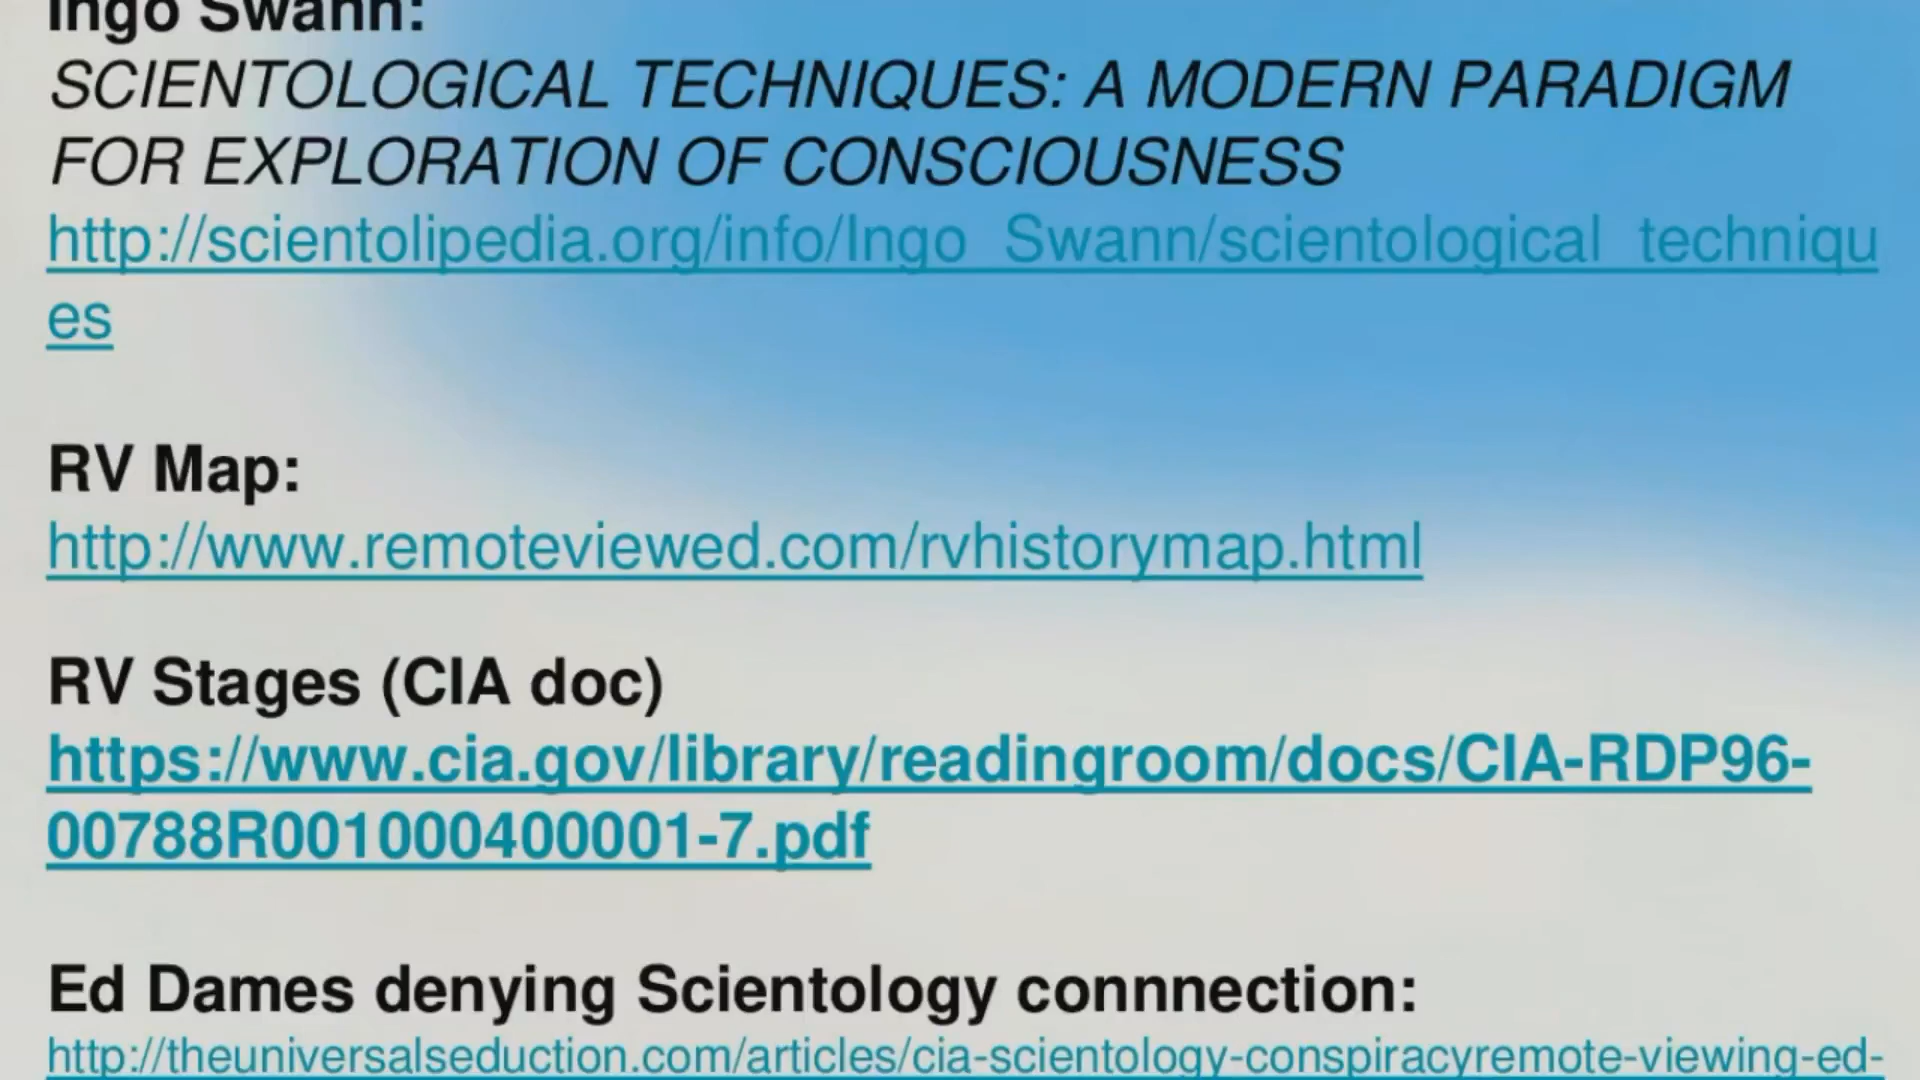 Ingo Swann:
SCIENTOLOGICAL TECHNIQUES: A MODERN PARADIGM
FOR EXPLORATION OF CONSCIOUSNESS
http://scientolipedia.org/info/Ingo_Swann/scientological_techniqu
es
RV Map:
http://www.remoteviewed.com/rvhistorymap.html
RV Stages (CIA doc)
https://www.cia.gov/library/readingroom/docs/CIA-RDP96-
00788R001000400001-7.pdf
Ed Dames denying Scientology connnection:
http://theuniversalseduction.com/articles/cia-scientology-conspiracyremote-viewing-ed-